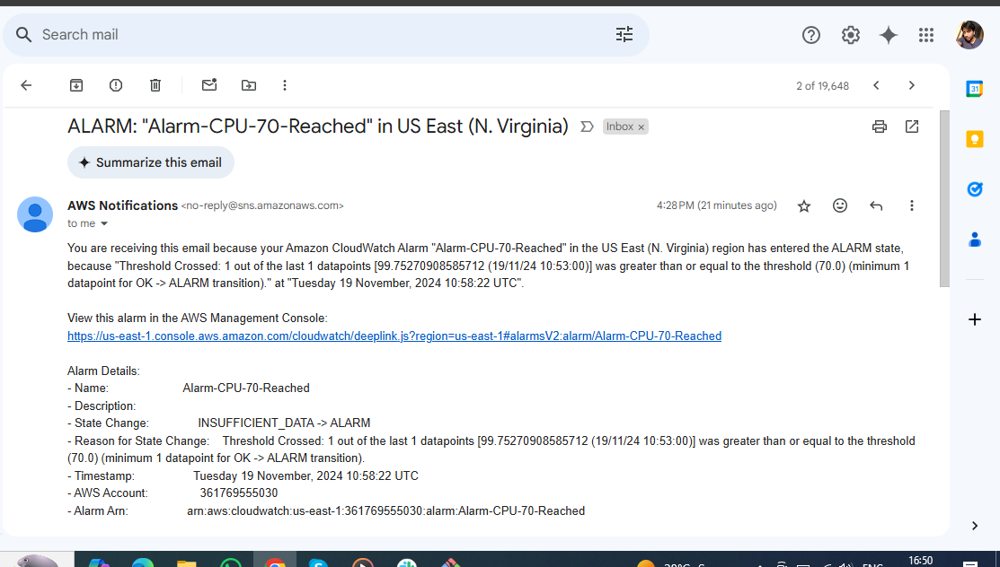 Search mail
2 of 19,648
ALARM: "Alarm-CPU-70-Reached" in US East (N. Virginia)
Inbox ×
Summarize this email
31
AWS Notifications <no-reply@sns.amazonaws.com>
4:28 PM (21 minutes ago)
to me
You are receiving this email because your Amazon CloudWatch Alarm "Alarm-CPU-70-Reached" in the US East (N. Virginia) region has entered the ALARM state,
because "Threshold Crossed: 1 out of the last 1 datapoints [99.75270908585712 (19/11/24 10:53:00)] was greater than or equal to the threshold (70.0) (minimum 1
datapoint for OK -> ALARM transition)." at "Tuesday 19 November, 2024 10:58:22 UTC".
View this alarm in the AWS Management Console:
https://us-east-1.console.aws.amazon.com/cloudwatch/deeplink.js?region=us-east-1#alarmsV2:alarm/Alarm-CPU-70-Reached
Alarm Details:
- Name: Alarm-CPU-70-Reached
- Description:
- State Change: INSUFFICIENT_DATA -> ALARM
- Reason for State Change: Threshold Crossed: 1 out of the last 1 datapoints [99.75270908585712 (19/11/24 10:53:00)] was greater than or equal to the threshold
(70.0) (minimum 1 datapoint for OK -> ALARM transition).
- Timestamp: Tuesday 19 November, 2024 10:58:22 UTC
- AWS Account: 361769555030
- Alarm Arn: arn:aws:cloudwatch:us-east-1:361769555030:alarm:Alarm-CPU-70-Reached
16:50